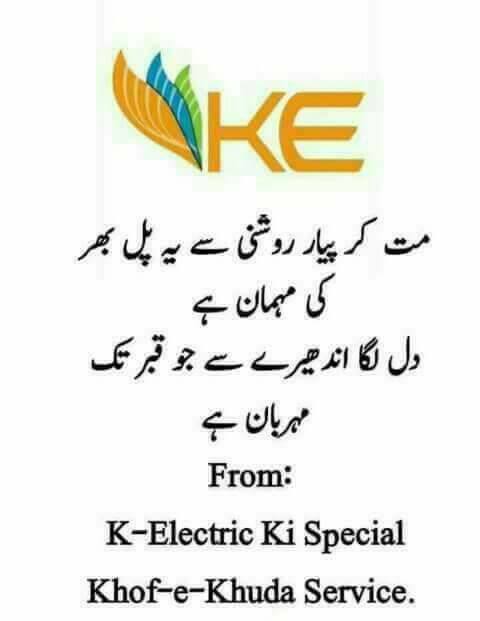 KE
مت کر پیار روشنی سے یہ پل بھر
کی مہمان ہے
دل لگا اندھیرے سے جو قبر تک
مہربان ہے
From:
K-Electric Ki Special
Khof-e-Khuda Service.